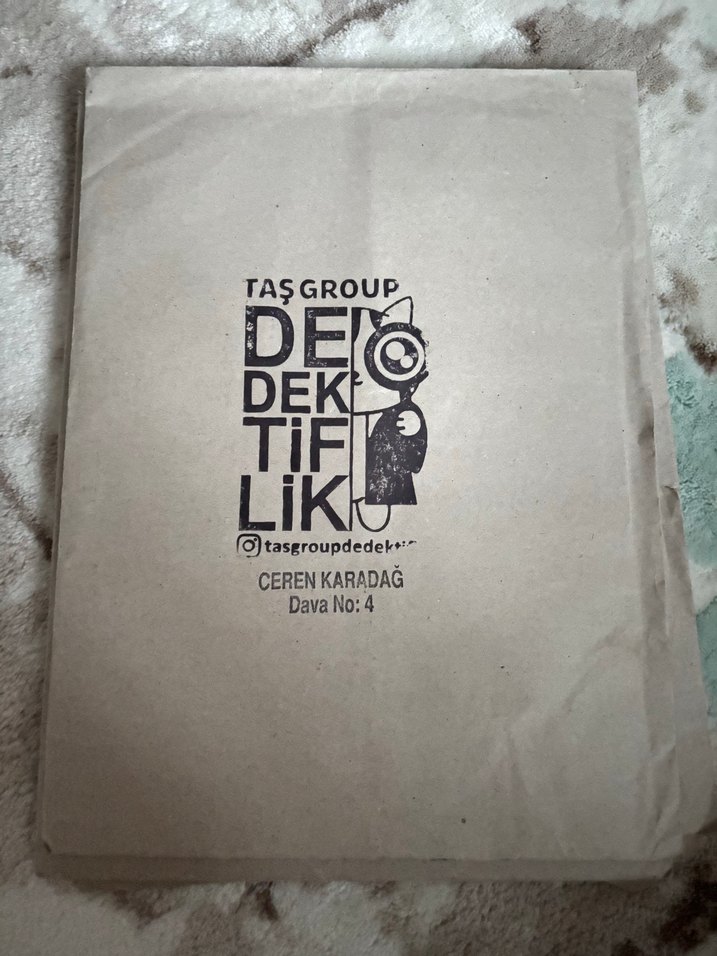 TAŞ GROUP
DE
DEK
TİF
LİK
CEREN KARADAĞ
Dava No: 4